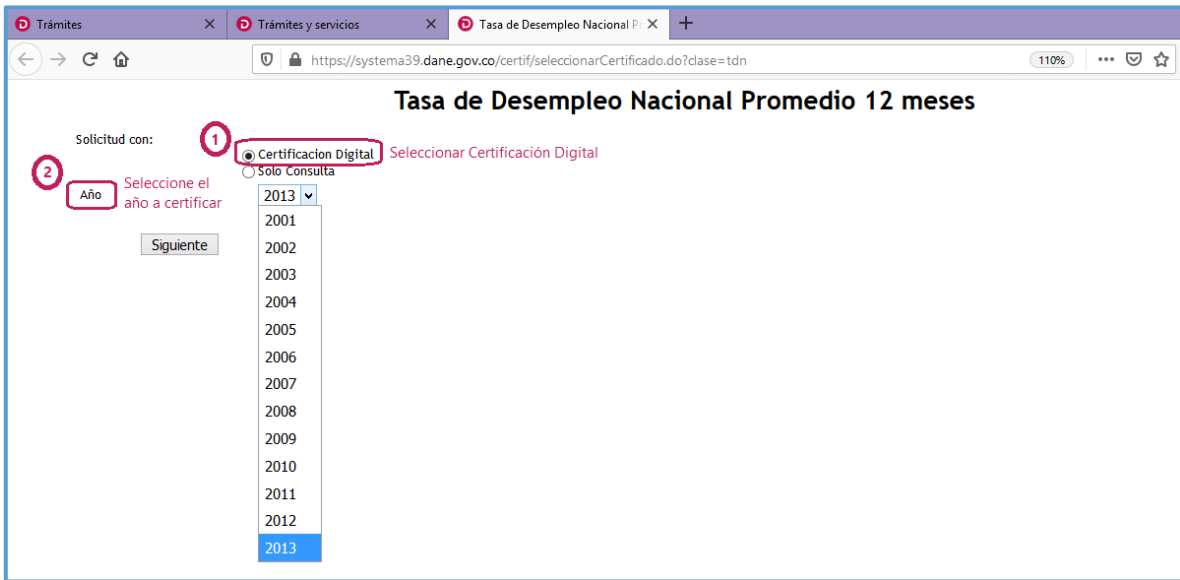 Trámites
Trámites y servicios
Tasa de Desempleo Nacional Pr
https://systema39.dane.gov.co/certif/seleccionarCertificado.do?clase=tdn
110%
Tasa de Desempleo Nacional Promedio 12 meses
Solicitud con:
1
Certificacion Digital
Seleccionar Certificación Digital
Solo Consulta
2
Año
Seleccione el
año a certificar
2013
Siguiente
2001
2002
2003
2004
2005
2006
2007
2008
2009
2010
2011
2012
2013